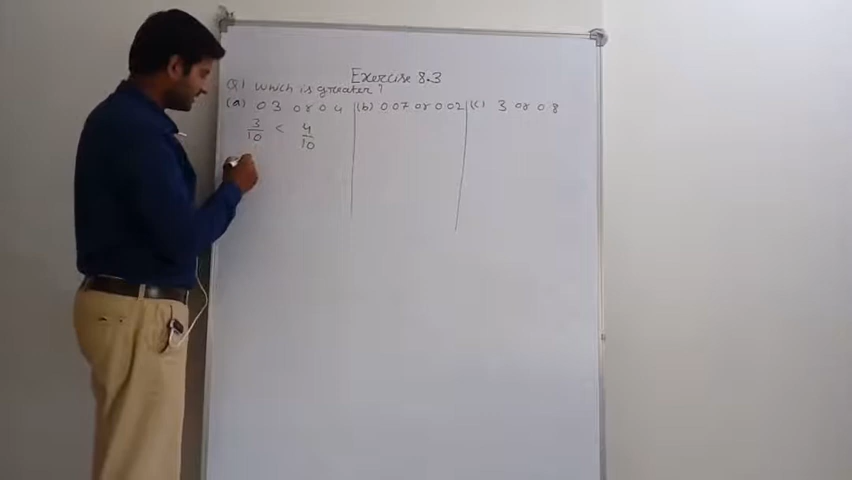 Exercise 8.3
Q1 Which is greater?
(a) 0.3 or 0.4 (b) 0.07 or 0.02 (c) 3 or 0.8
3/10 < 4/10